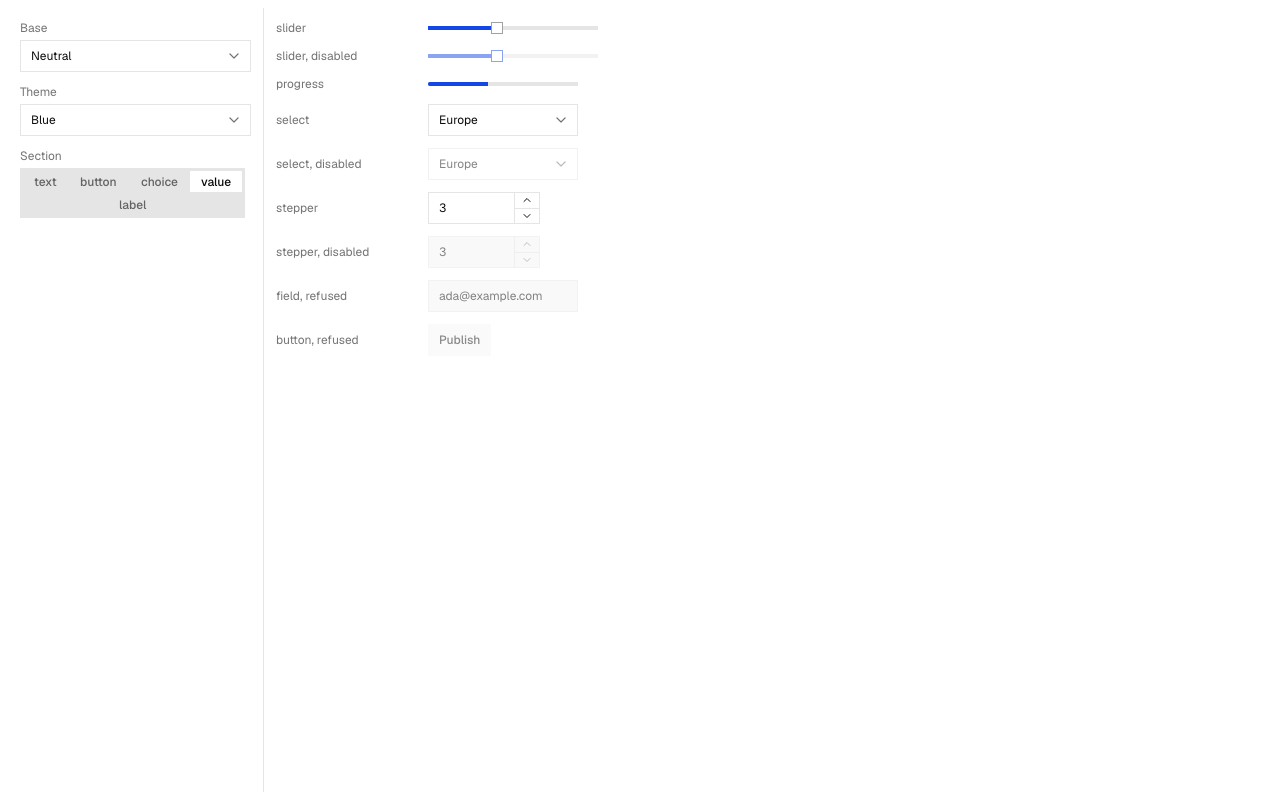 Base
Neutral
Theme
Blue
Section
text button choice value
label
slider
slider, disabled
progress
select Europe
select, disabled Europe
stepper 3
stepper, disabled 3
field, refused ada@example.com
button, refused Publish